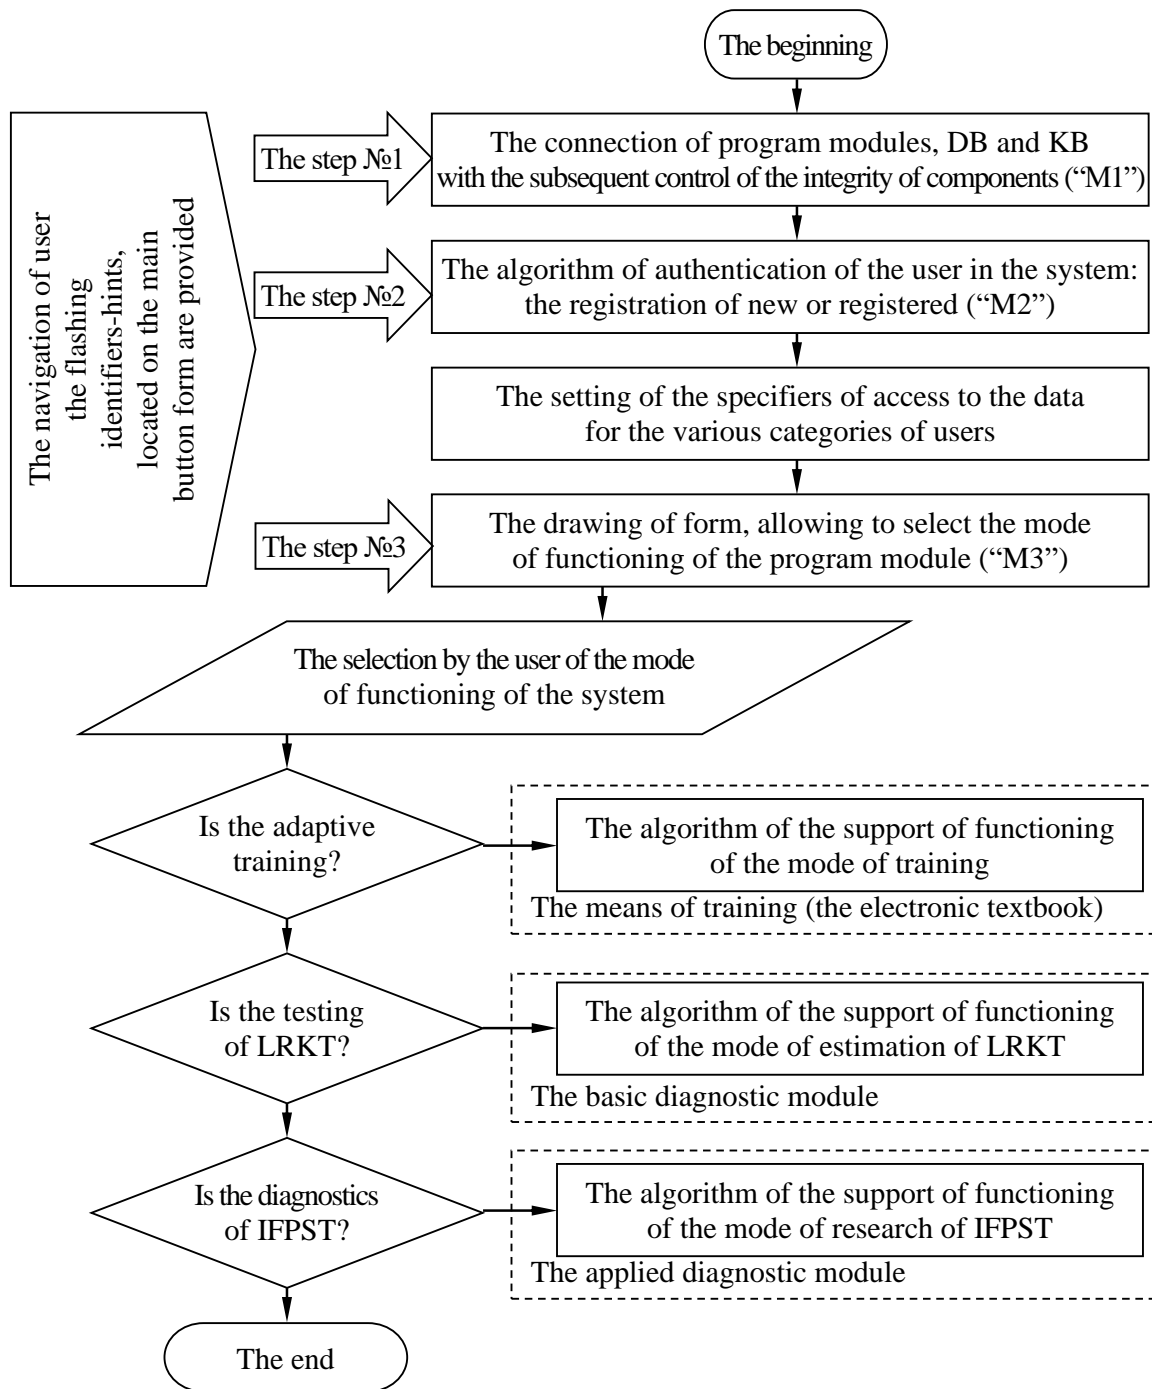 The beginning
The step №1
The connection of program modules, DB and KB
with the subsequent control of the integrity of components (“M1”)
The navigation of user
the flashing
identifiers-hints,
located on the main
button form are provided
The step №2
The algorithm of authentication of the user in the system:
the registration of new or registered (“M2”)
The setting of the specifiers of access to the data
for the various categories of users
The step №3
The drawing of form, allowing to select the mode
of functioning of the program module (“M3”)
The selection by the user of the mode
of functioning of the system
Is the adaptive
training?
The algorithm of the support of functioning
of the mode of training
The means of training (the electronic textbook)
Is the testing
of LRKT?
The algorithm of the support of functioning
of the mode of estimation of LRKT
The basic diagnostic module
Is the diagnostics
of IFPST?
The algorithm of the support of functioning
of the mode of research of IFPST
The applied diagnostic module
The end